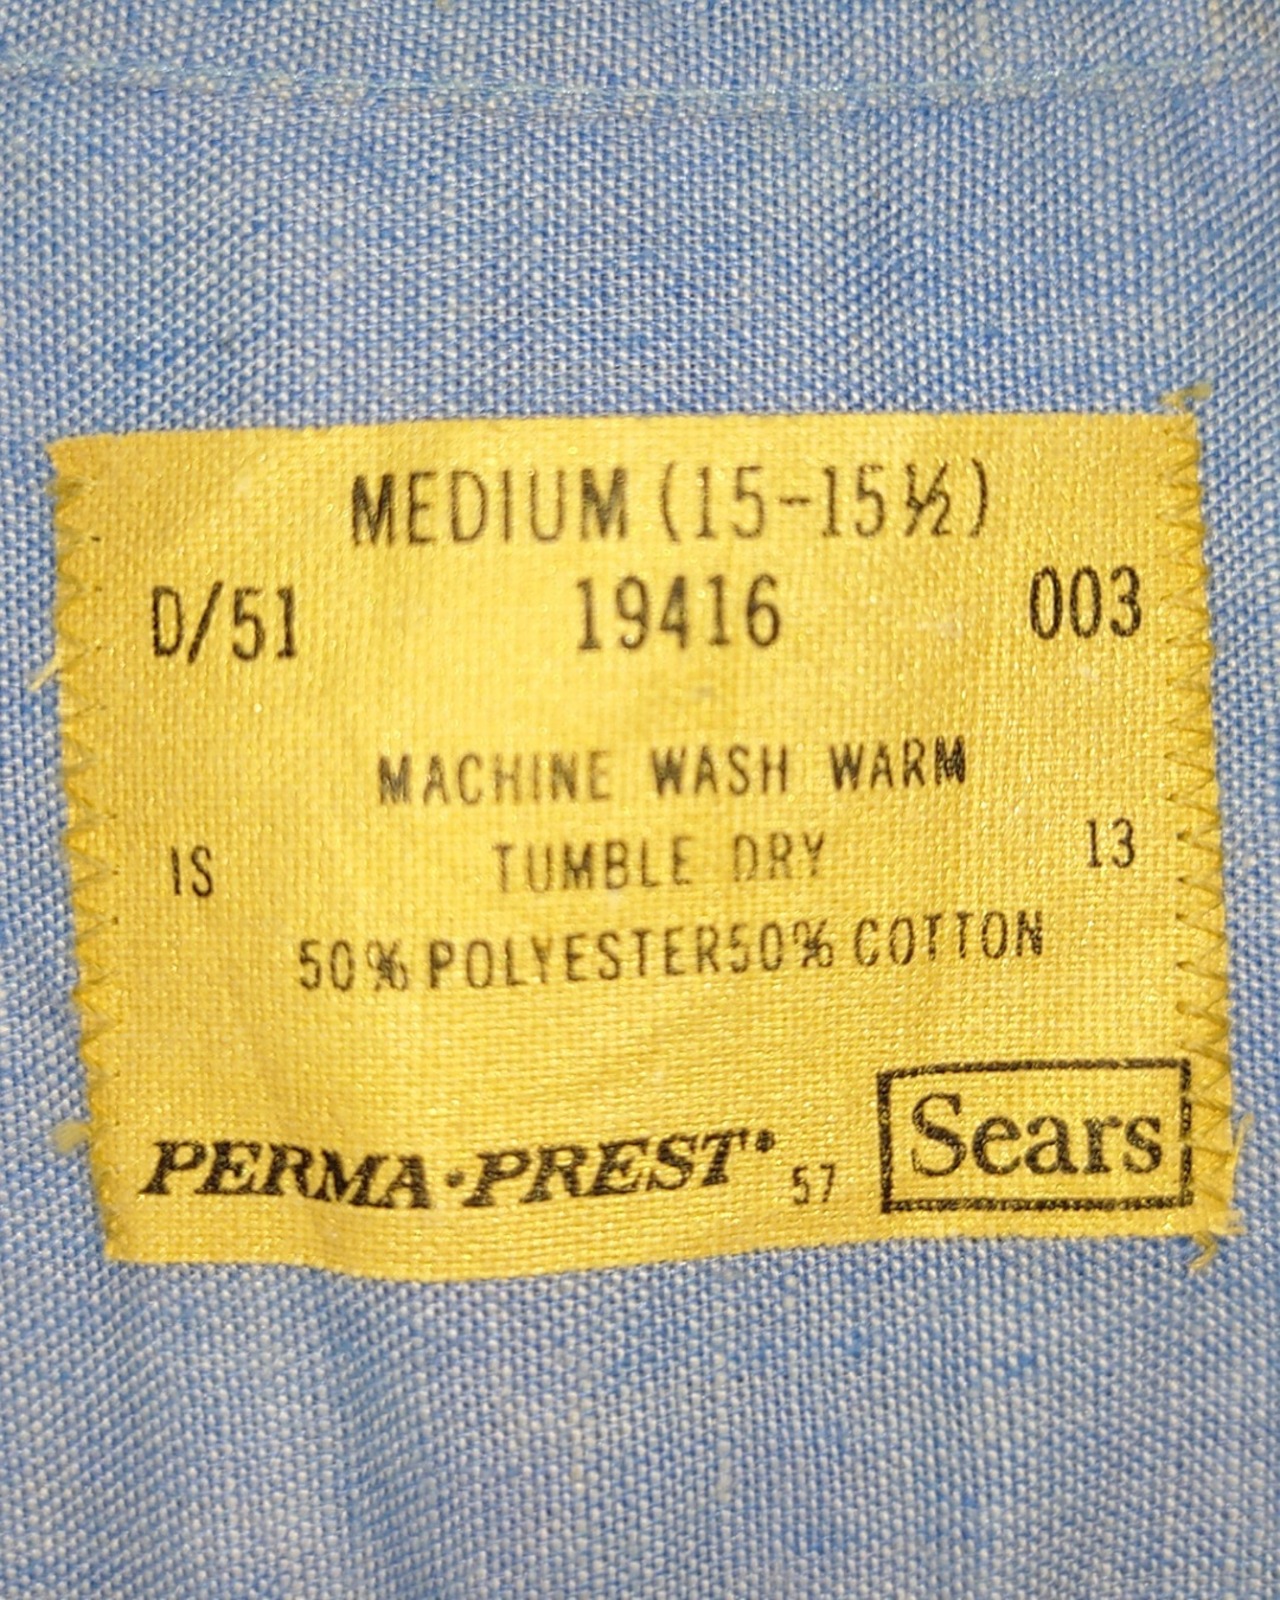 MEDIUM (15-15½)
D/51 19416 003
MACHINE WASH WARM
IS TUMBLE DRY 13
50% POLYESTER50% COTTON
PERMA·PREST® 57 Sears